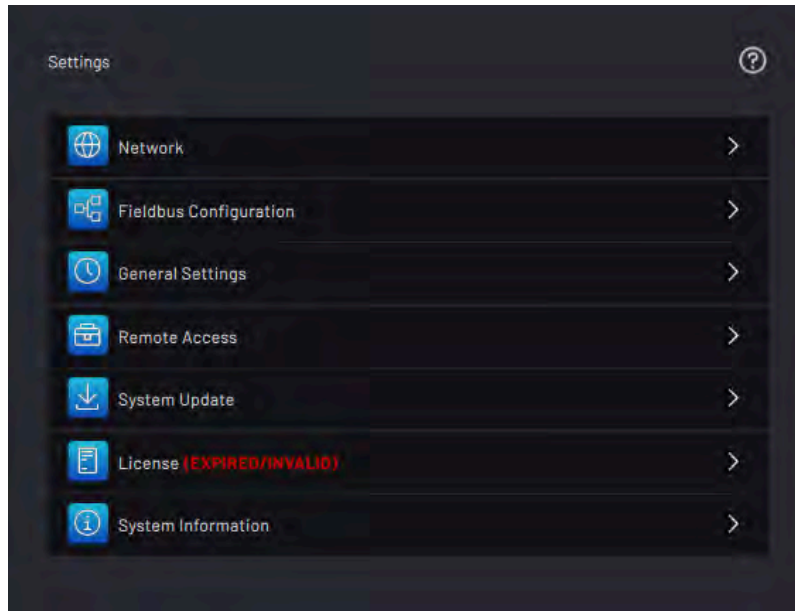 Settings
Network
Fieldbus Configuration
General Settings
Remote Access
System Update
License (EXPIRED/INVALID)
System Information